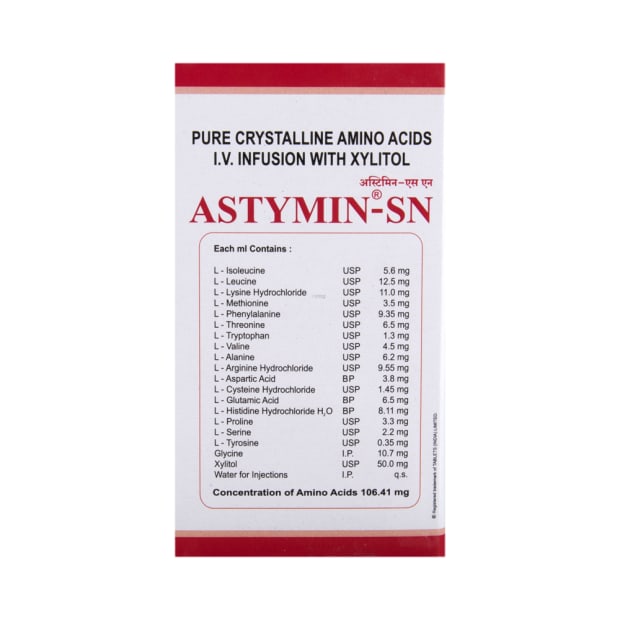 PURE CRYSTALLINE AMINO ACIDS
I.V. INFUSION WITH XYLITOL
अस्टिमिन-एस एन
ASTYMIN®-SN
Each ml Contains :
L - Isoleucine USP 5.6 mg
L - Leucine USP 12.5 mg
L - Lysine Hydrochloride USP 11.0 mg
L - Methionine USP 3.5 mg
L - Phenylalanine USP 9.35 mg
L - Threonine USP 6.5 mg
L - Tryptophan USP 1.3 mg
L - Valine USP 4.5 mg
L - Alanine USP 6.2 mg
L - Arginine Hydrochloride USP 9.55 mg
L - Aspartic Acid BP 3.8 mg
L - Cysteine Hydrochloride USP 1.45 mg
L - Glutamic Acid BP 6.5 mg
L - Histidine Hydrochloride H₂O BP 8.11 mg
L - Proline USP 3.3 mg
L - Serine USP 2.2 mg
L - Tyrosine USP 0.35 mg
Glycine I.P. 10.7 mg
Xylitol USP 50.0 mg
Water for Injections I.P. q.s.
Concentration of Amino Acids 106.41 mg
® Registered trademark of TABLETS (INDIA) LIMITED.